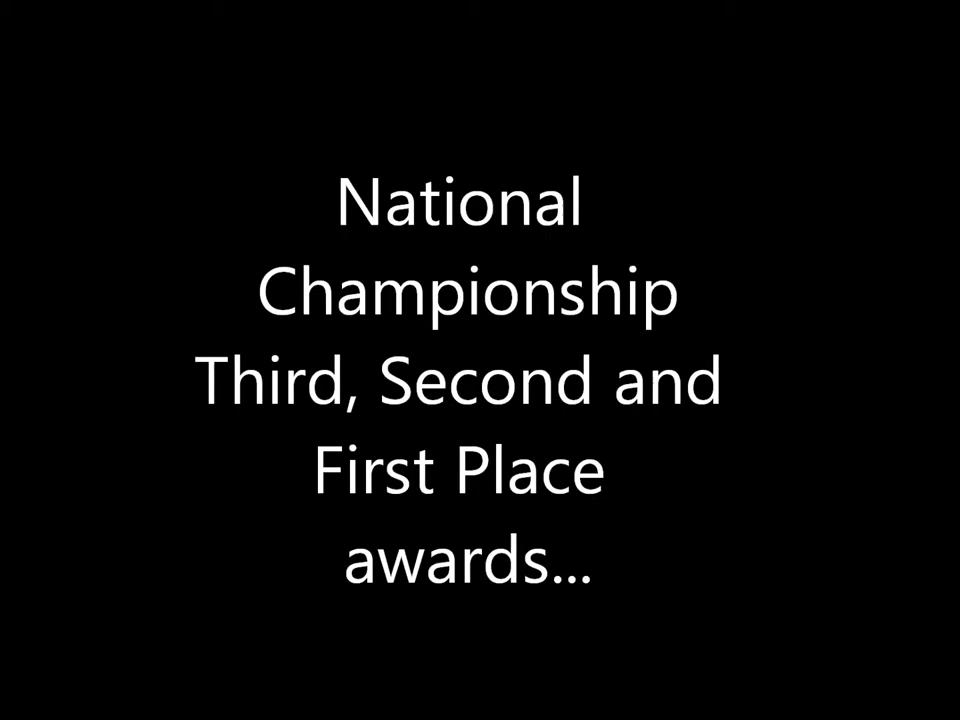 National
Championship
Third, Second and
First Place
awards...